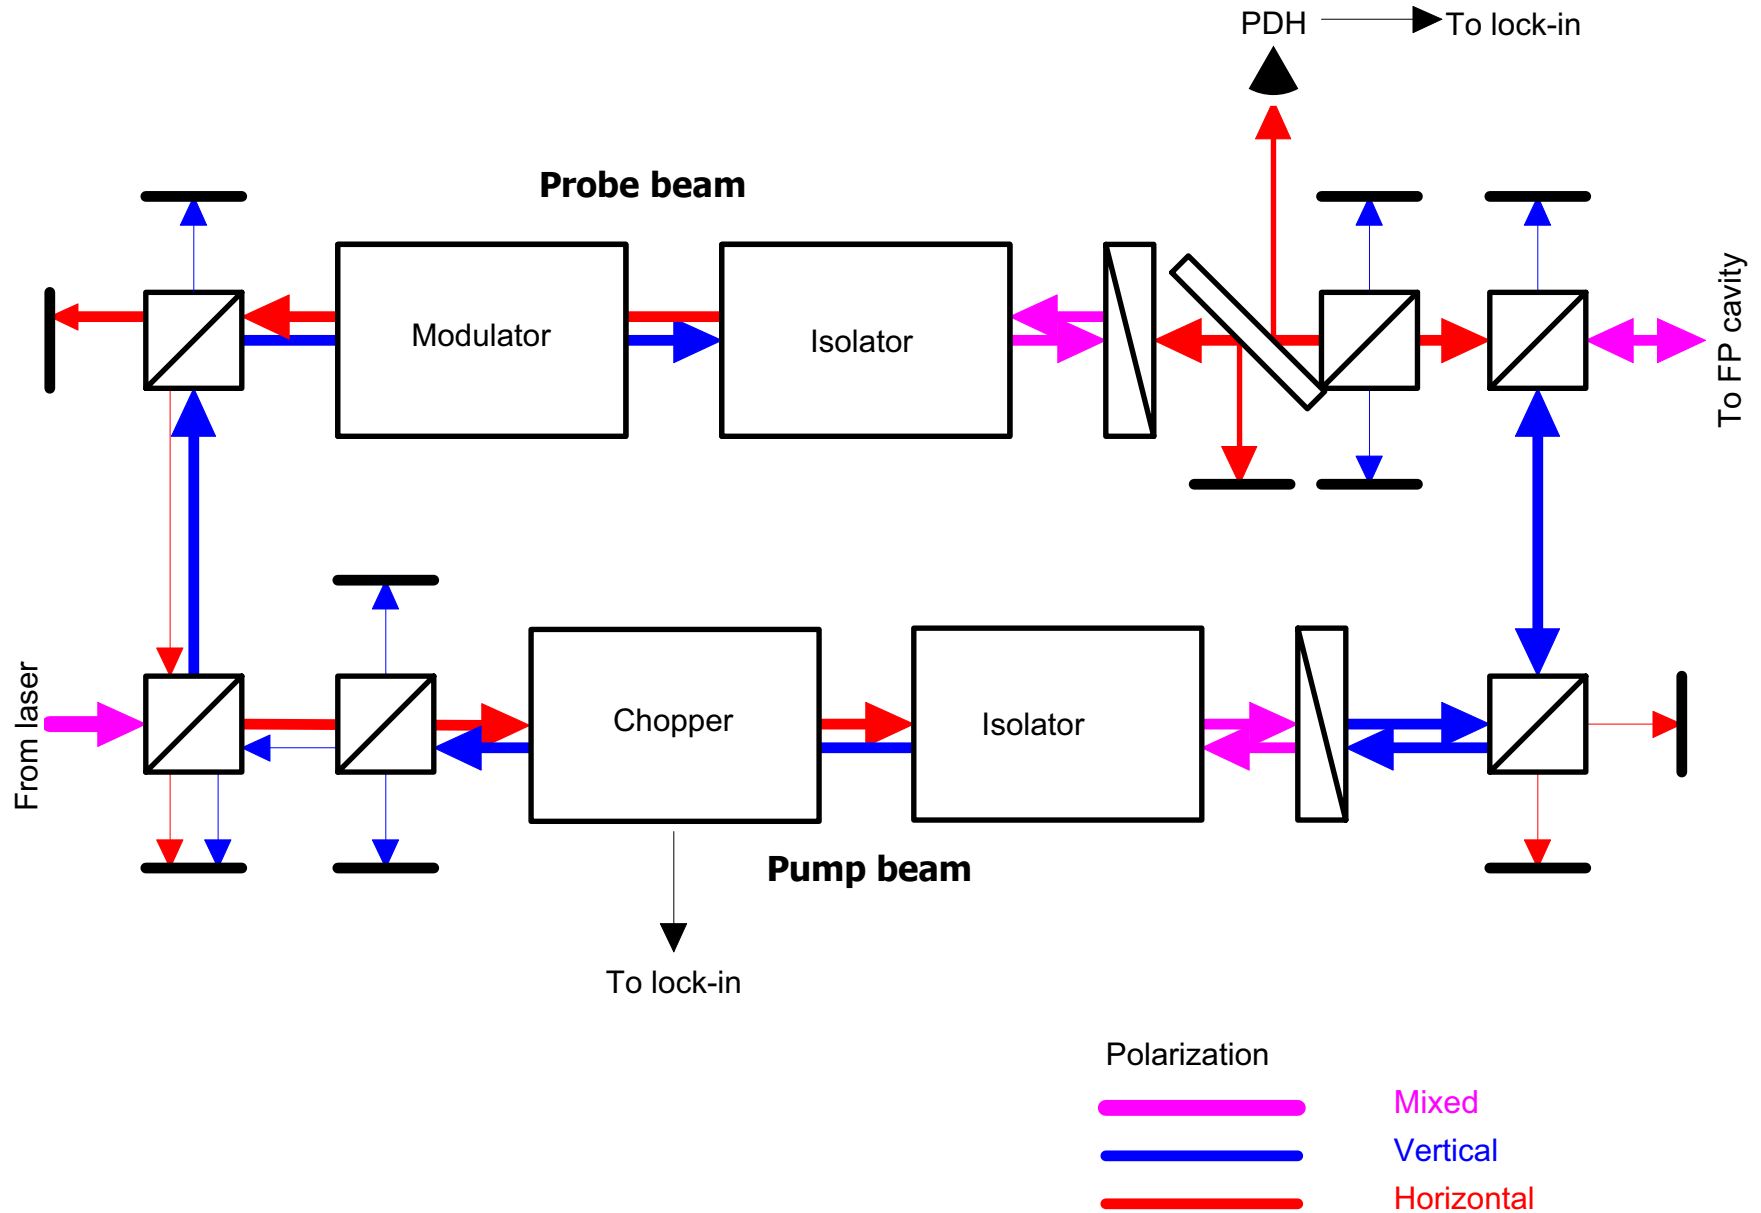 PDH
To lock-in
Probe beam
Modulator
Isolator
To FP cavity
From laser
Chopper
Isolator
Pump beam
To lock-in
Polarization
Mixed
Vertical
Horizontal